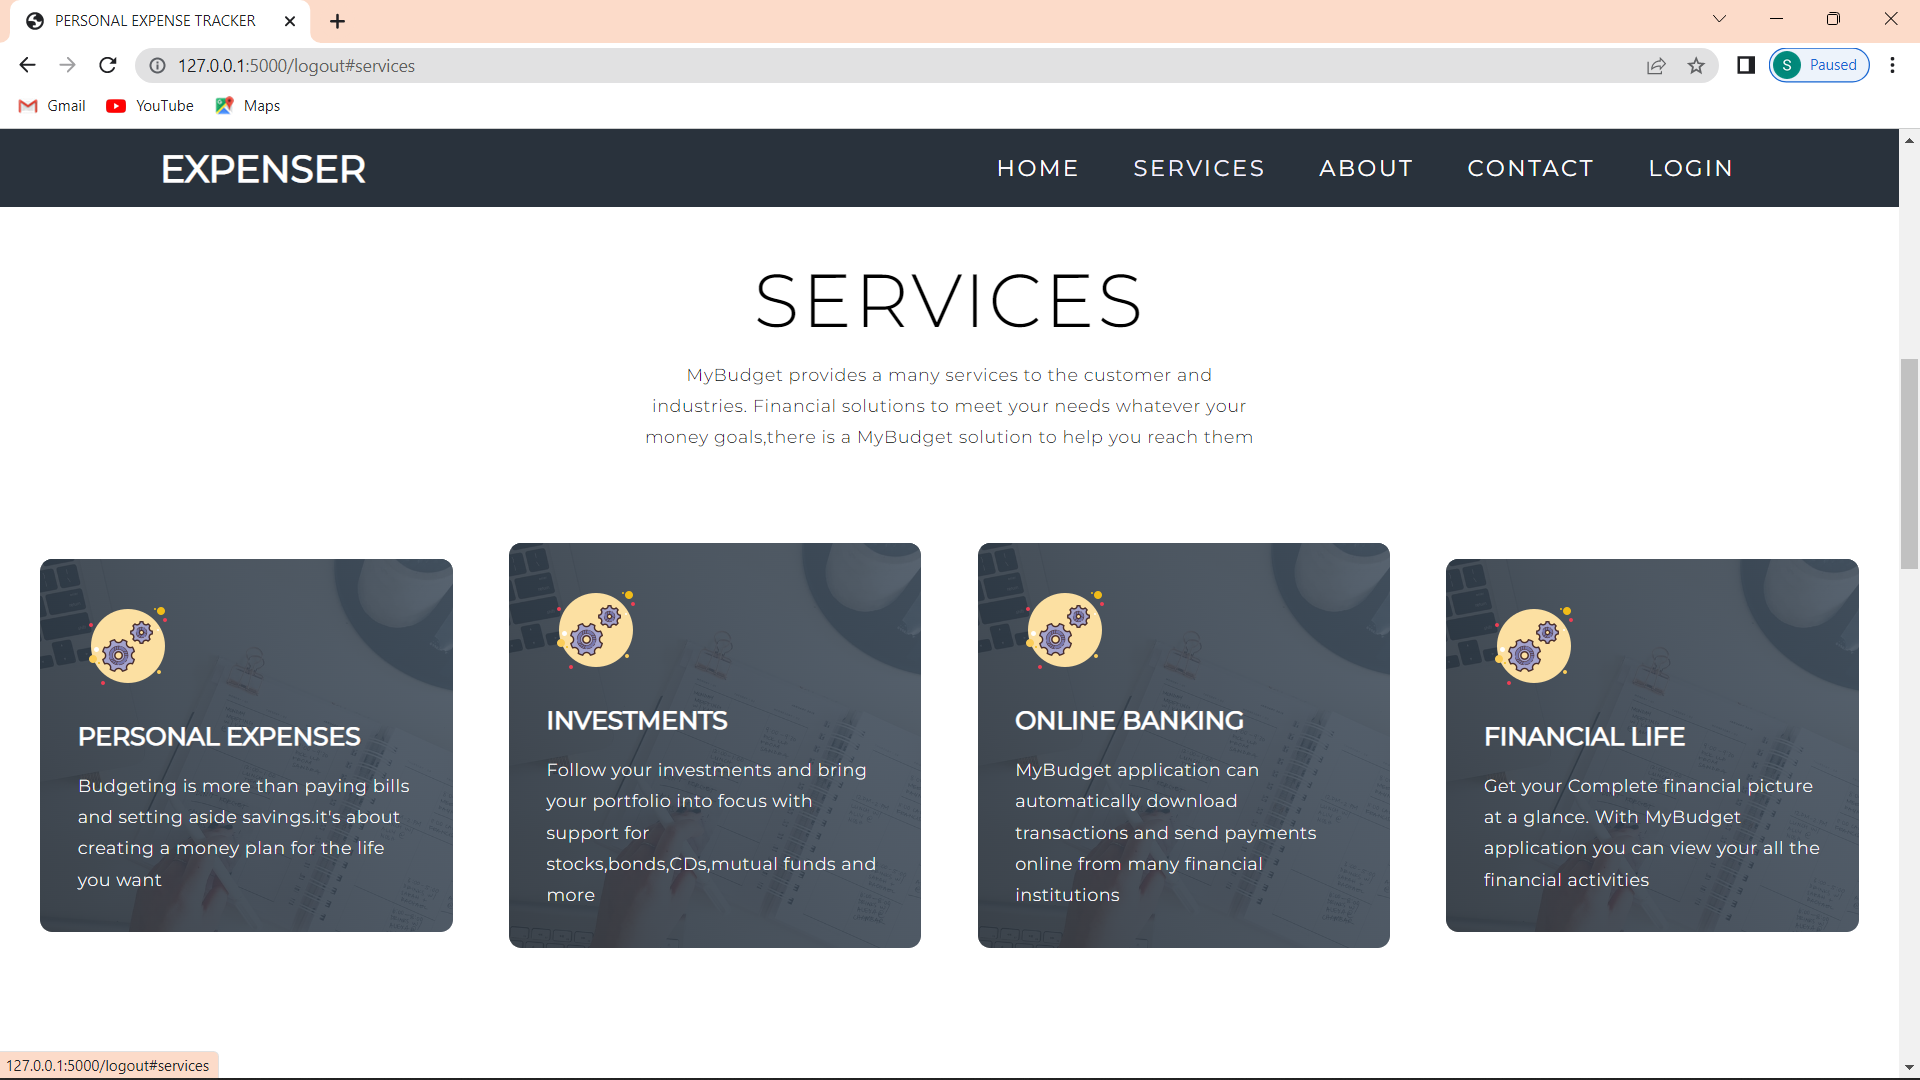 PERSONAL EXPENSE TRACKER
127.0.0.1:5000/logout#services
S Paused
Gmail YouTube Maps
EXPENSER HOME SERVICES ABOUT CONTACT LOGIN
SERVICES
MyBudget provides a many services to the customer and
industries. Financial solutions to meet your needs whatever your
money goals,there is a MyBudget solution to help you reach them
PERSONAL EXPENSES
Budgeting is more than paying bills
and setting aside savings.it's about
creating a money plan for the life
you want
INVESTMENTS
Follow your investments and bring
your portfolio into focus with
support for
stocks,bonds,CDs,mutual funds and
more
ONLINE BANKING
MyBudget application can
automatically download
transactions and send payments
online from many financial
institutions
FINANCIAL LIFE
Get your Complete financial picture
at a glance. With MyBudget
application you can view your all the
financial activities
127.0.0.1:5000/logout#services